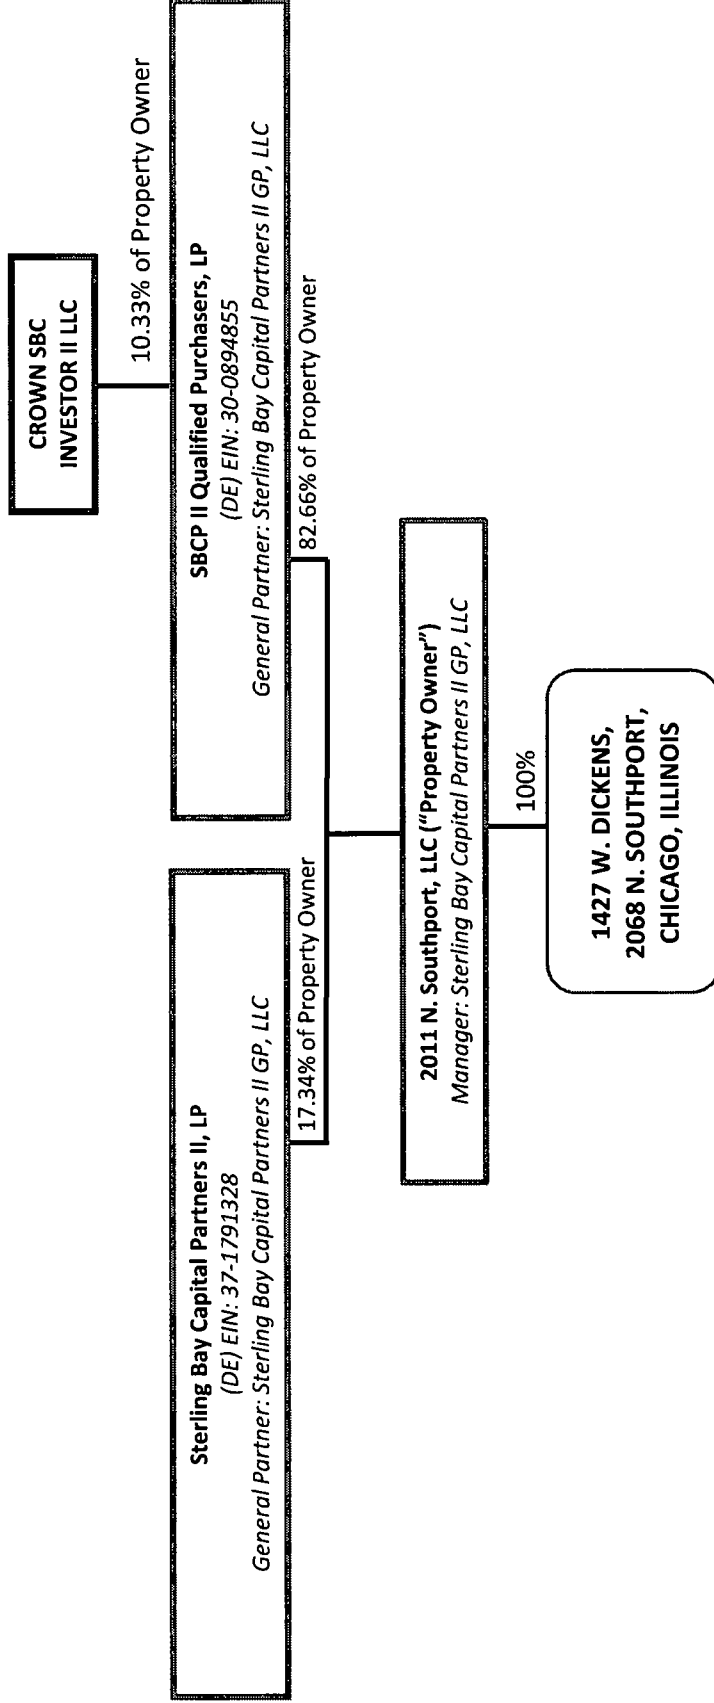 CROWN SBC
INVESTOR II LLC
10.33% of Property Owner
Sterling Bay Capital Partners II, LP
(DE) EIN: 37-1791328
General Partner: Sterling Bay Capital Partners II GP, LLC
SBCP II Qualified Purchasers, LP
(DE) EIN: 30-0894855
General Partner: Sterling Bay Capital Partners II GP, LLC
17.34% of Property Owner
82.66% of Property Owner
2011 N. Southport, LLC (“Property Owner”)
Manager: Sterling Bay Capital Partners II GP, LLC
100%
1427 W. DICKENS,
2068 N. SOUTHPORT,
CHICAGO, ILLINOIS